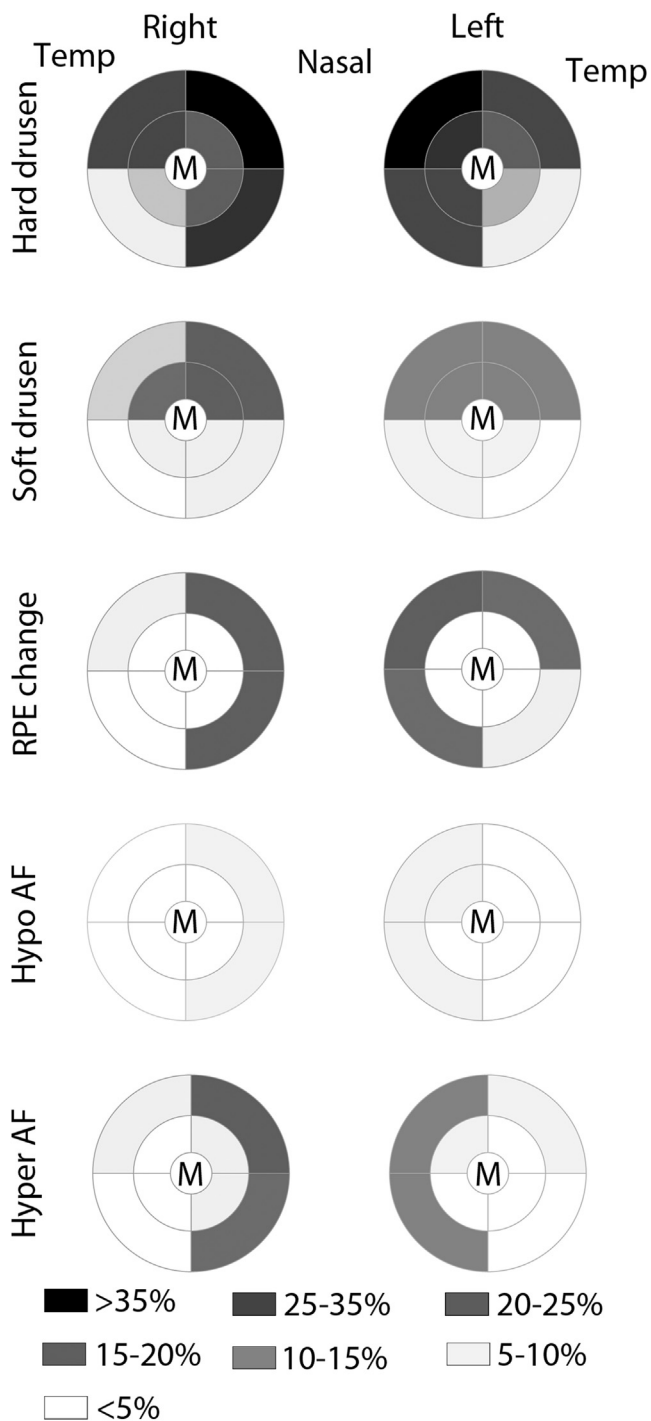 Right Left
Temp Nasal Temp
Hard drusen
M M
Soft drusen
M M
RPE change
M M
Hypo AF
M M
Hyper AF
M M
>35% 25-35% 20-25%
15-20% 10-15% 5-10%
<5%